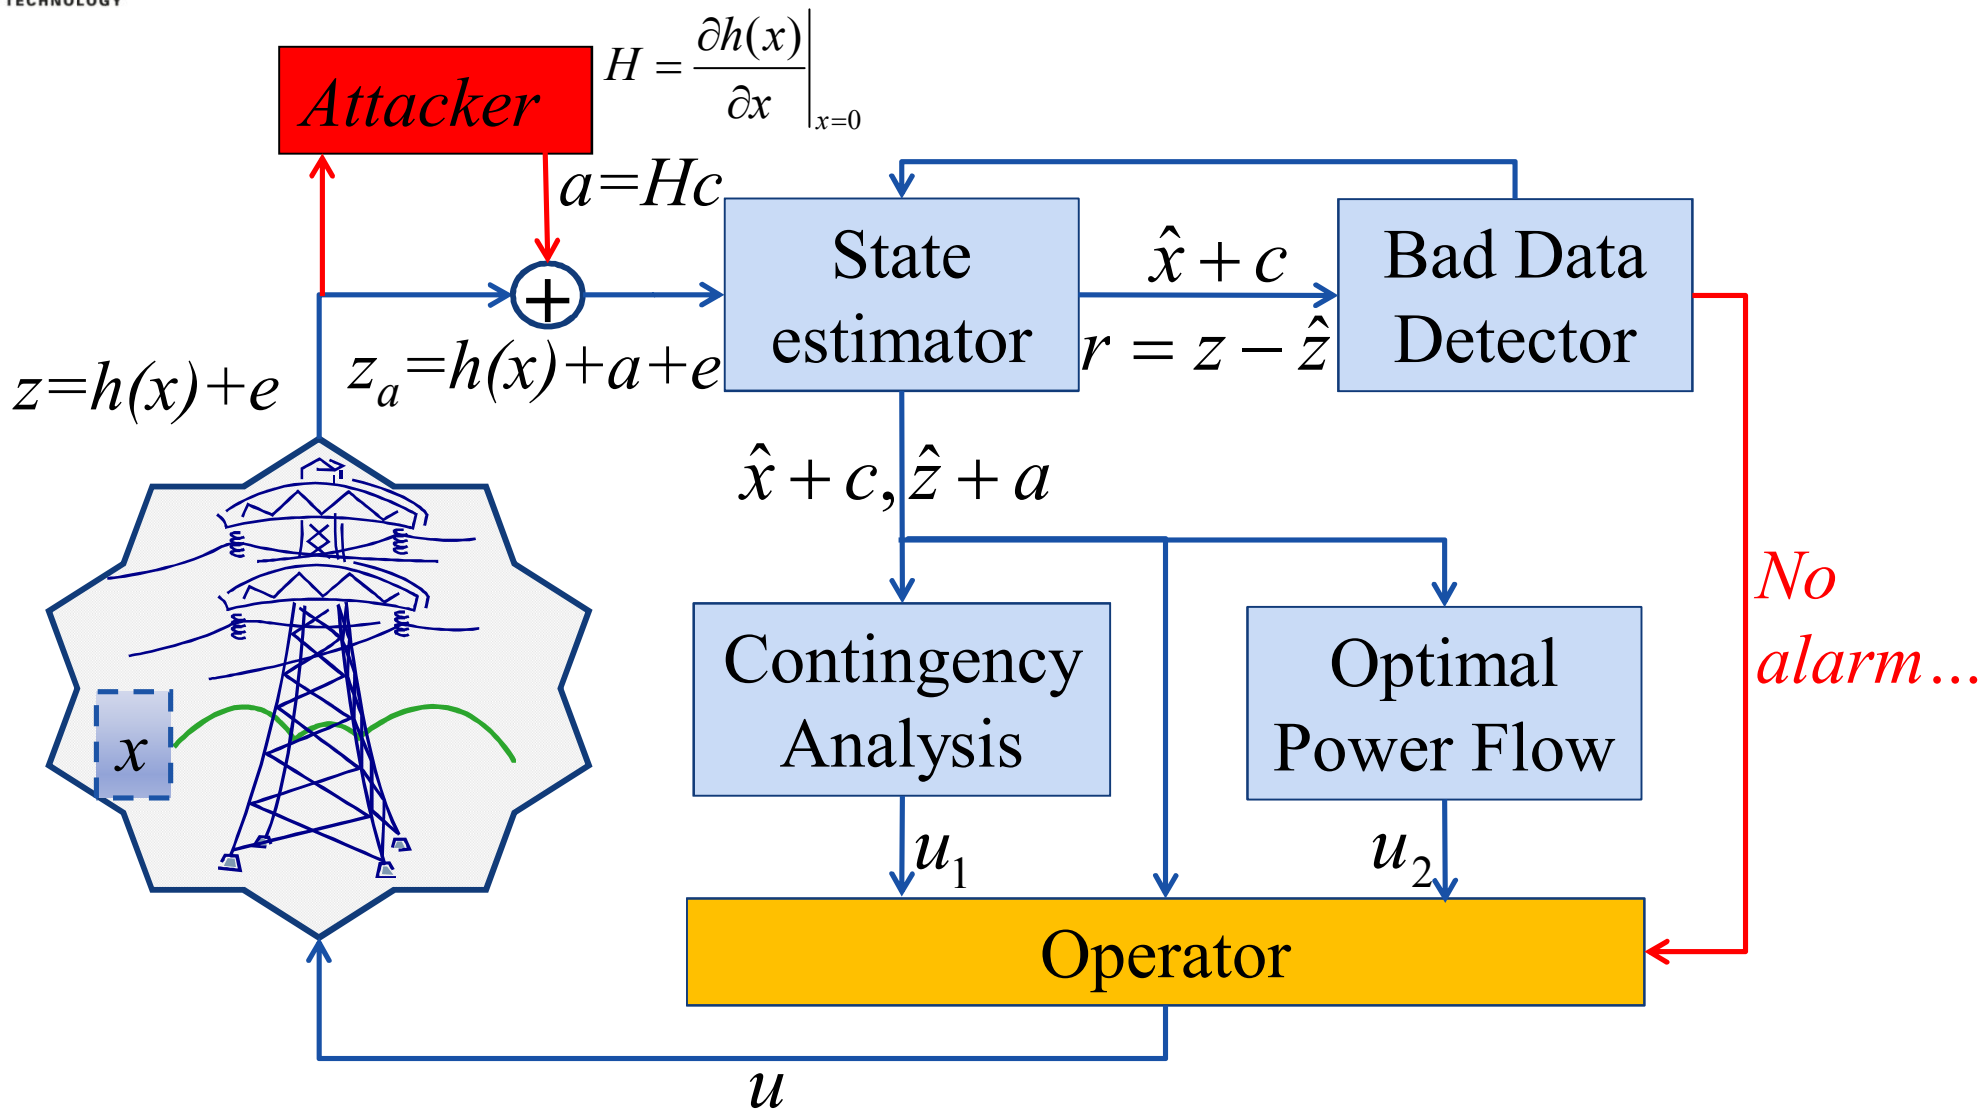 TECHNOLOGY
Attacker
H = ∂h(x)/∂x |x=0
a=Hc
State
estimator
x̂ + c
r = z − ẑ
Bad Data
Detector
z=h(x)+e
zₐ=h(x)+a+e
x̂ + c, ẑ + a
No
alarm...
Contingency
Analysis
Optimal
Power Flow
x
u₁
u₂
Operator
u